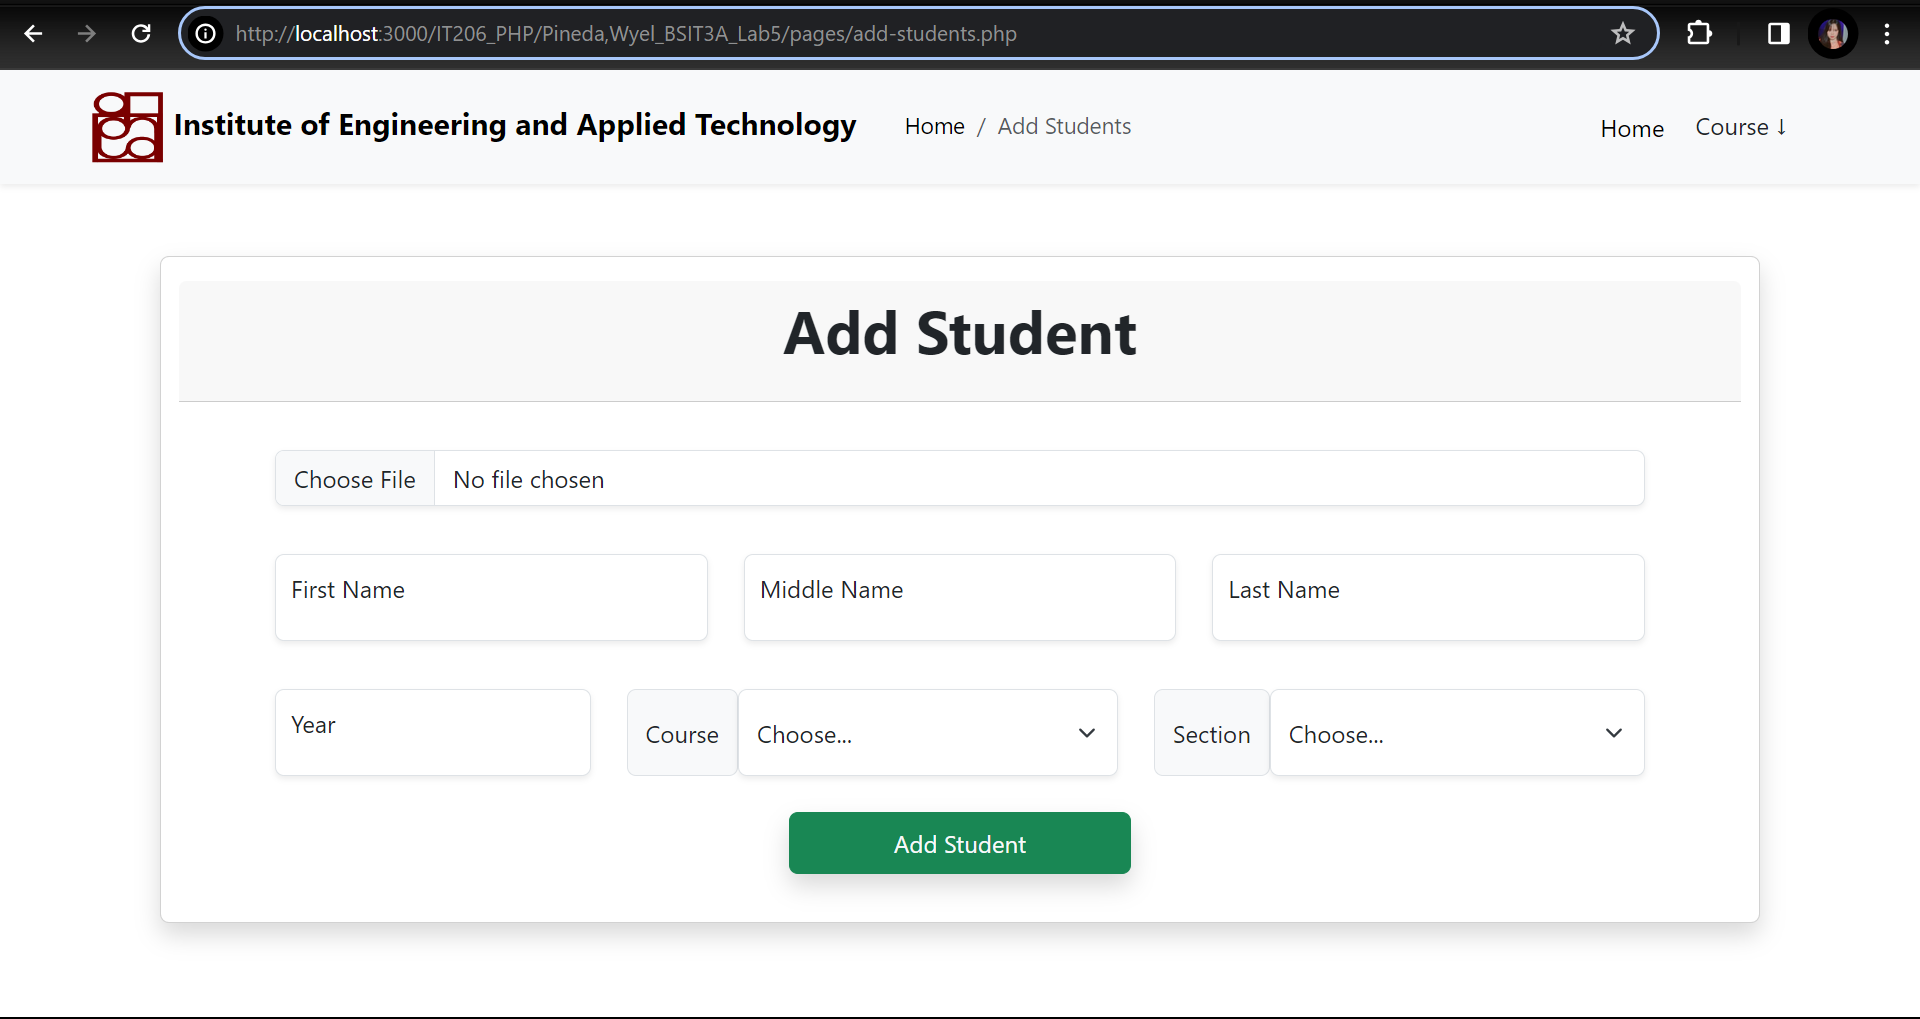 http://localhost:3000/IT206_PHP/Pineda,Wyel_BSIT3A_Lab5/pages/add-students.php
Institute of Engineering and Applied Technology
Home / Add Students
Home
Course ↓
Add Student
Choose File No file chosen
First Name
Middle Name
Last Name
Year
Course Choose...
Section Choose...
Add Student